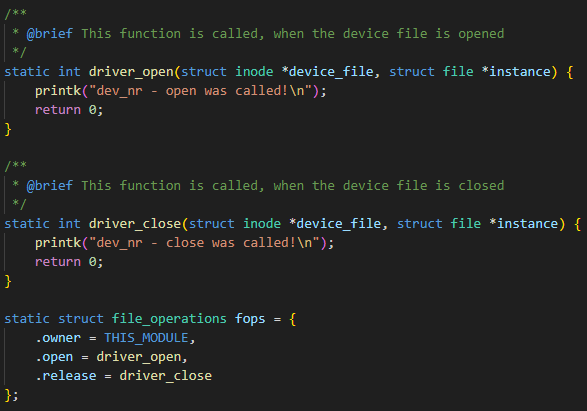 /**
 * @brief This function is called, when the device file is opened
 */
static int driver_open(struct inode *device_file, struct file *instance) {
    printk("dev_nr - open was called!\n");
    return 0;
}

/**
 * @brief This function is called, when the device file is closed
 */
static int driver_close(struct inode *device_file, struct file *instance) {
    printk("dev_nr - close was called!\n");
    return 0;
}

static struct file_operations fops = {
    .owner = THIS_MODULE,
    .open = driver_open,
    .release = driver_close
};